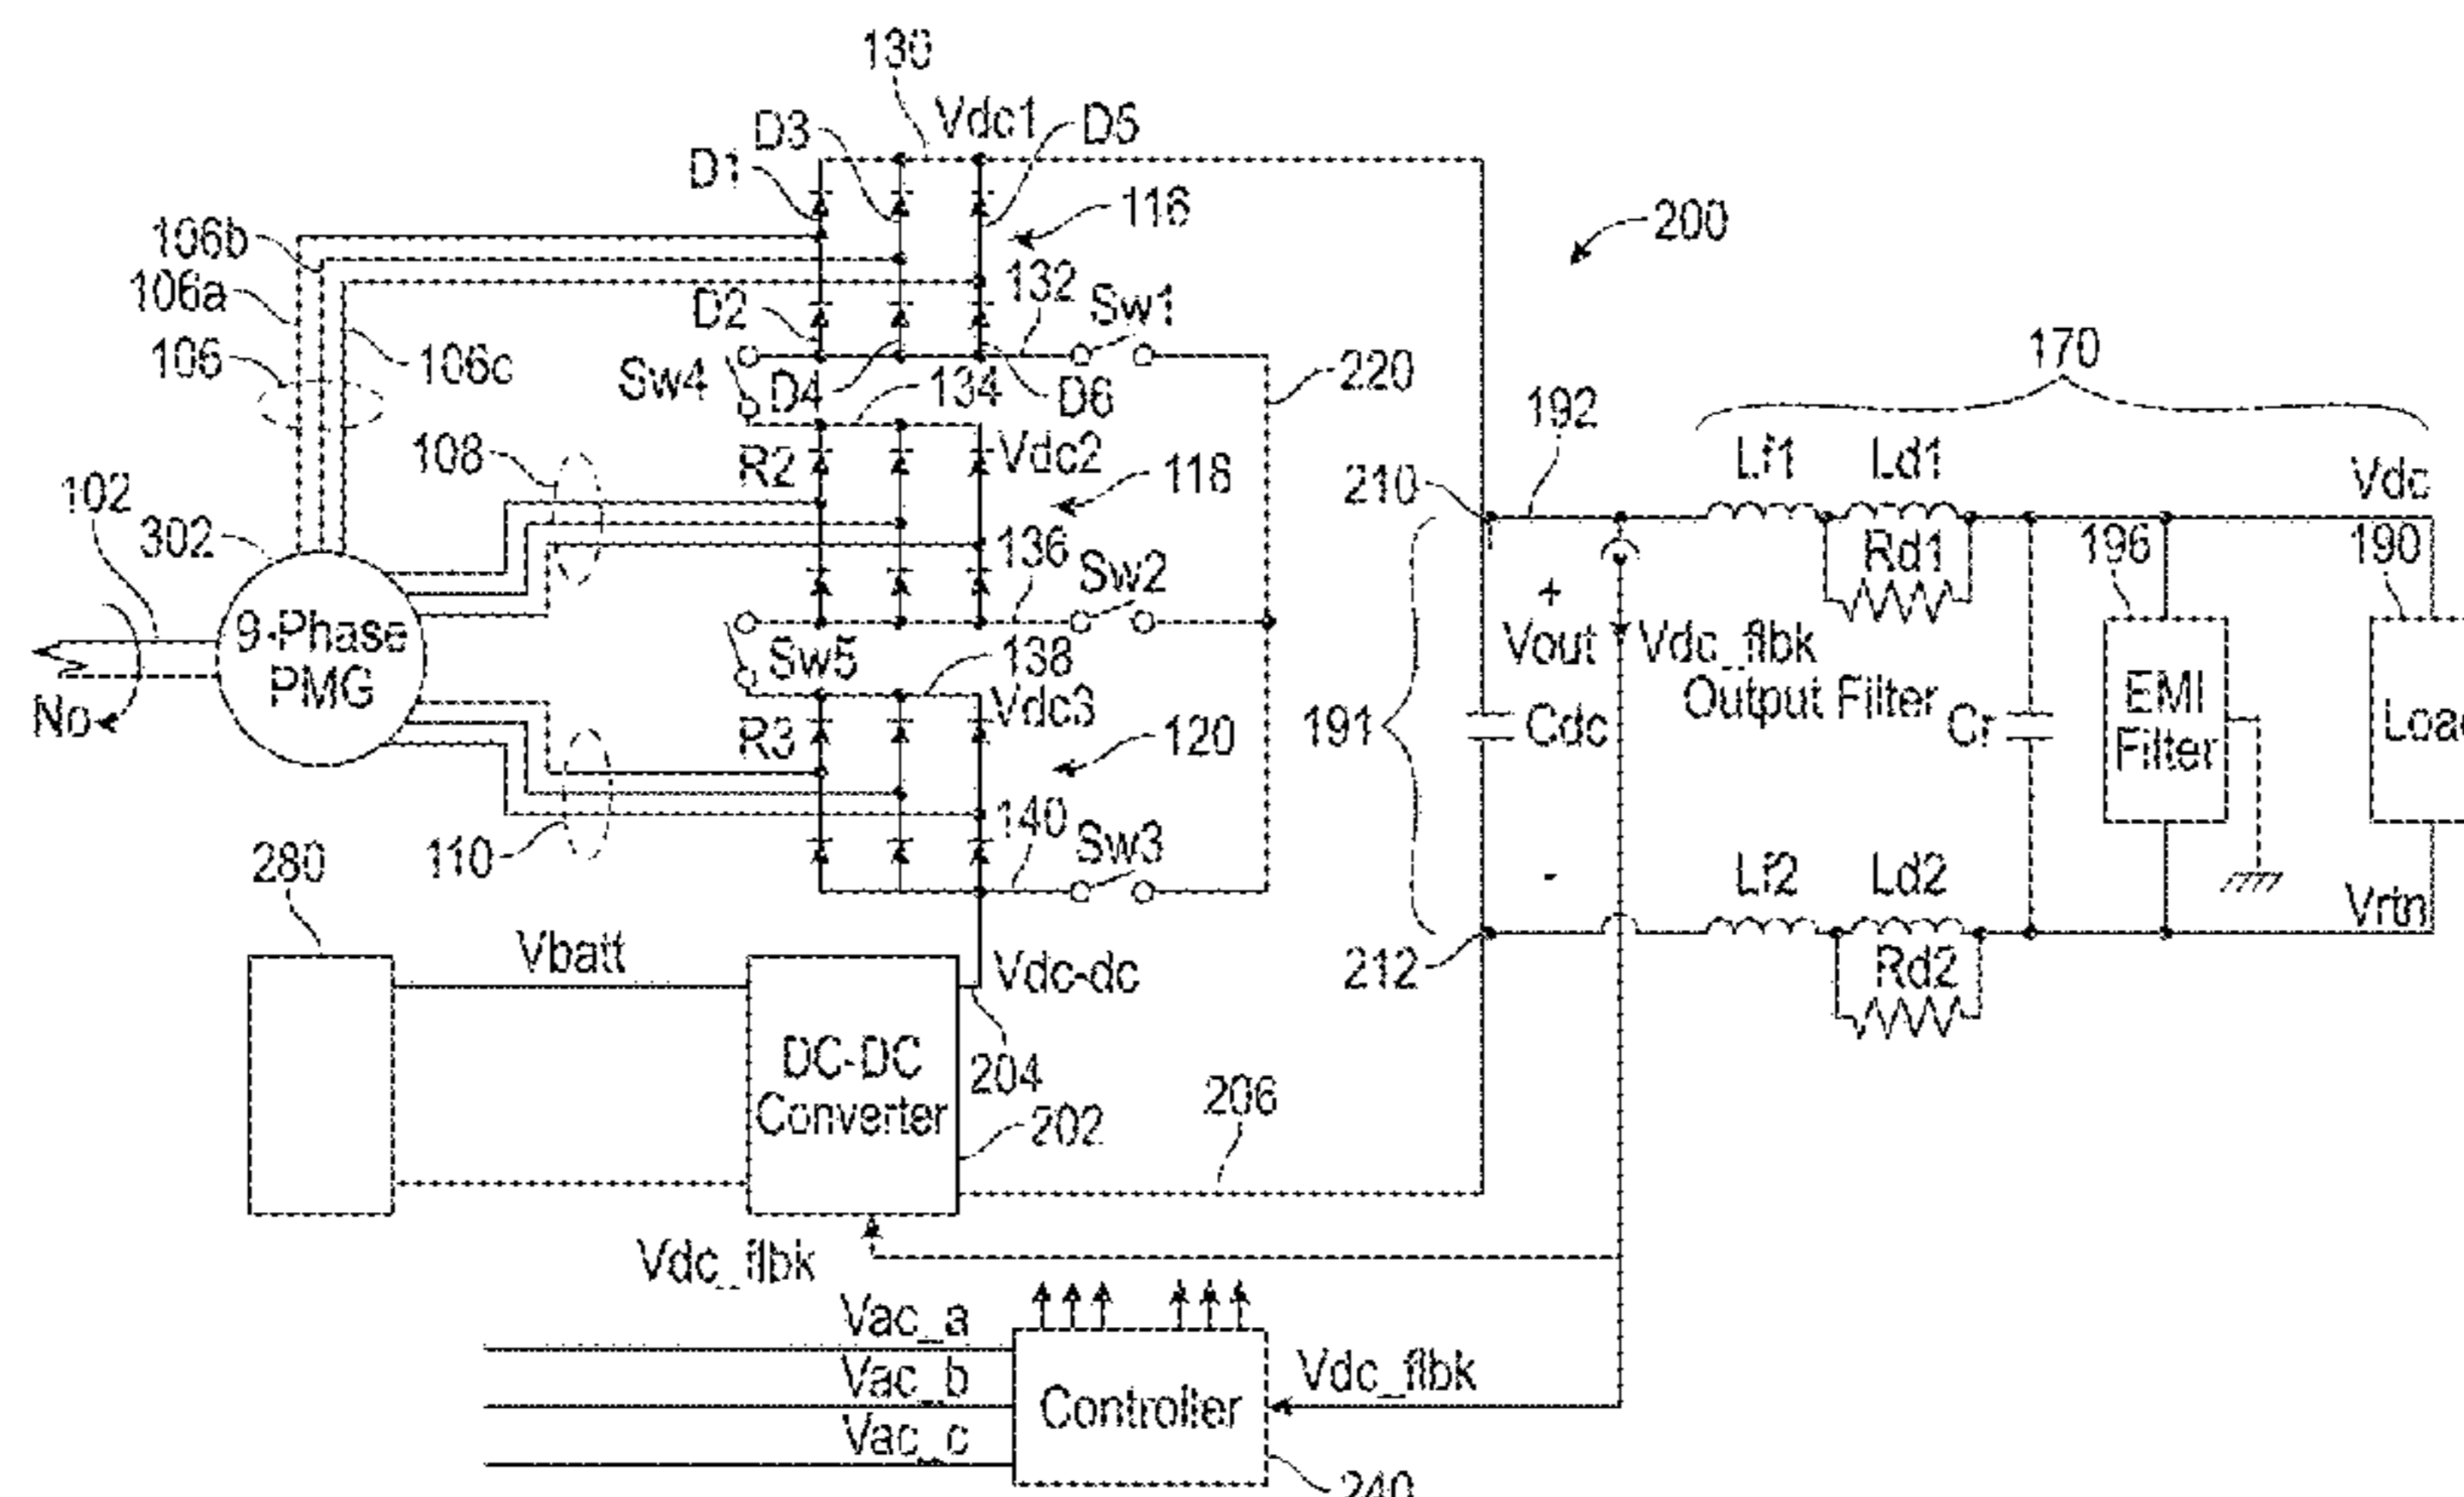 130
Vdc1
D5
D3
D1
116
200
106b
106a
132
Sw1
D2
170
106
106c
Sw4
D4
134
D6
220
192
108
R2
Vdc2
118
Lf1
Ld1
Vdc
102
210
302
136
Sw2
Rd1
196
190
+
9-Phase
PMG
Sw5
138
Vout
Vdc_flbk
Output Filter
EMI
Filter
No
R3
Vdc3
120
191
Cdc
Cr
140
Sw3
110
280
-
Lf2
Ld2
Vrtn
Vbatt
Vdc-dc
212
Rd2
DC-DC
Converter
204
202
206
Vdc_flbk
Vac_a
Vac_b
Vac_c
Controller
Vdc_flbk
240